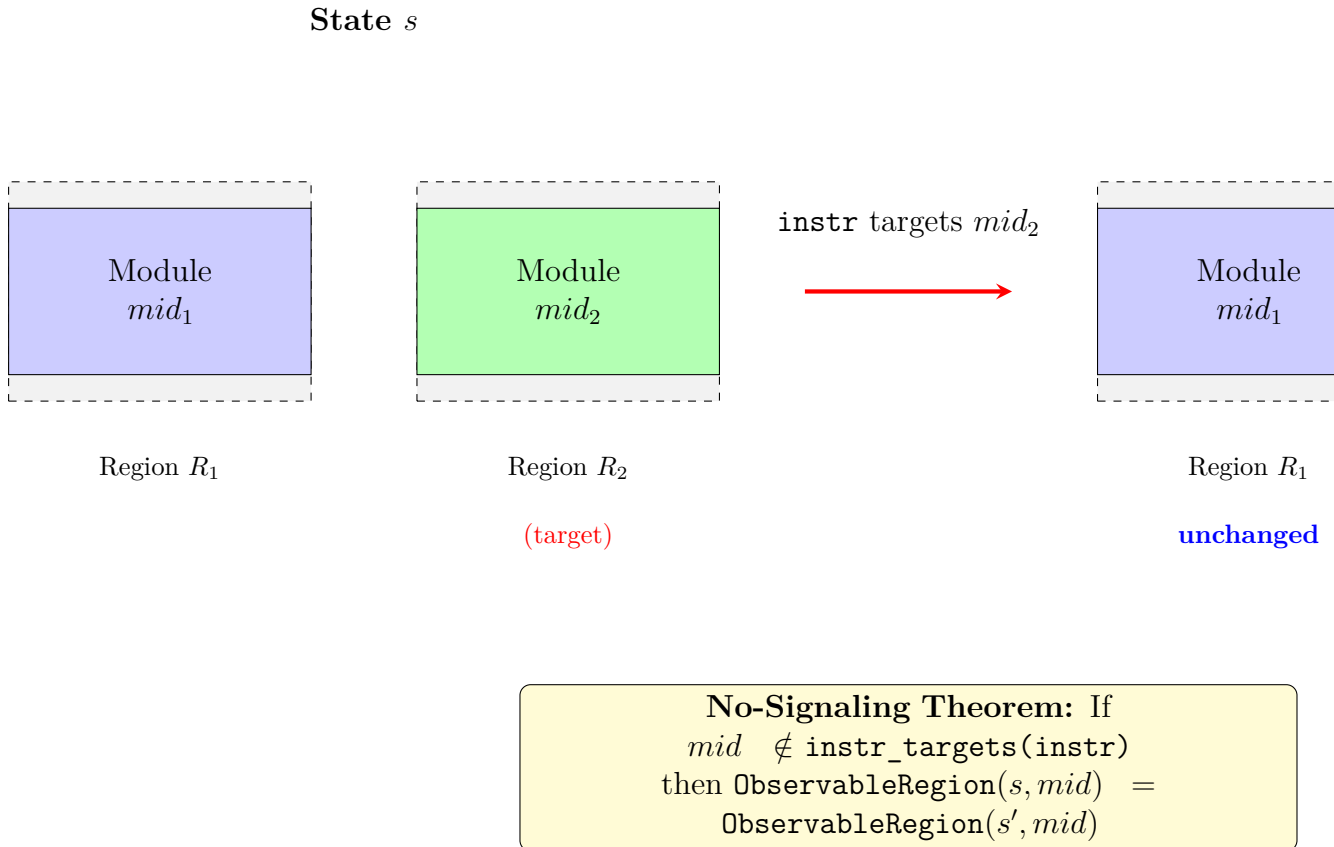 State s
Module
mid₁
Module
mid₂
instr targets mid₂
Module
mid₁
Region R₁
Region R₂
Region R₁
(target)
unchanged
No-Signaling Theorem: If
mid ∉ instr_targets(instr)
then ObservableRegion(s, mid) =
ObservableRegion(s′, mid)